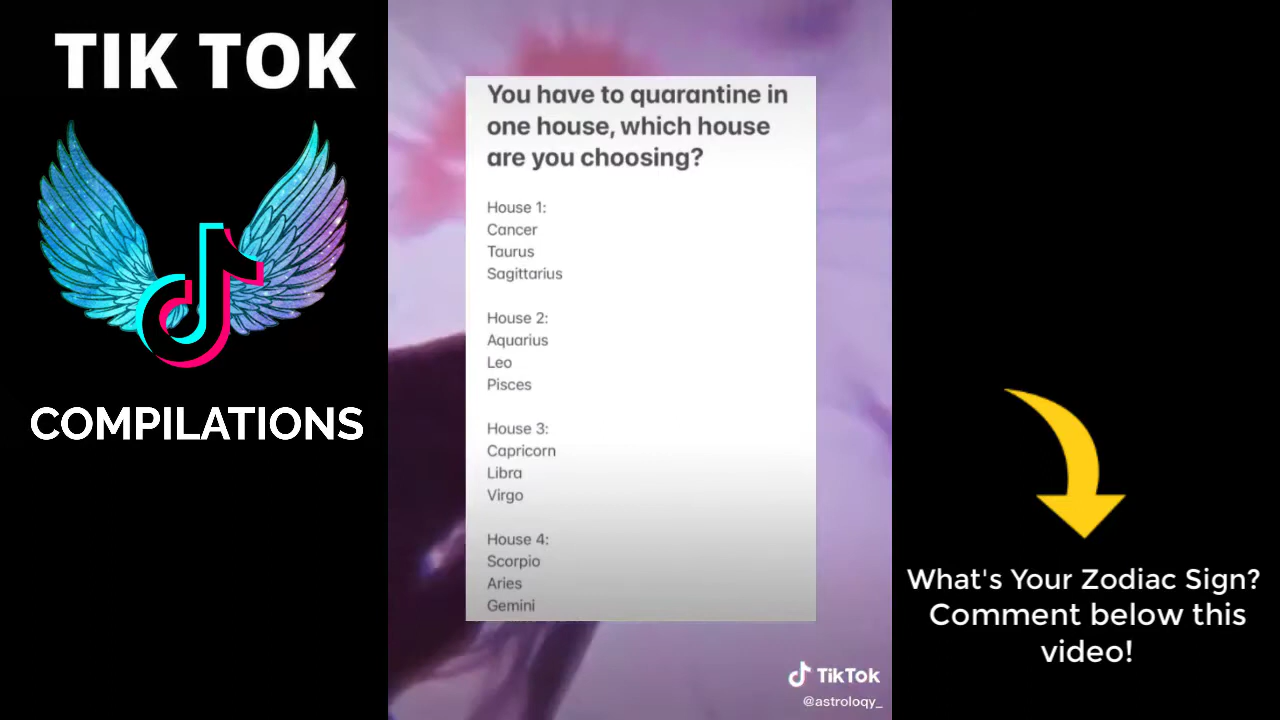 TIK TOK
COMPILATIONS
You have to quarantine in
one house, which house
are you choosing?
House 1:
Cancer
Taurus
Sagittarius
House 2:
Aquarius
Leo
Pisces
House 3:
Capricorn
Libra
Virgo
House 4:
Scorpio
Aries
Gemini
TikTok
@astroloqy_
What's Your Zodiac Sign?
Comment below this
video!